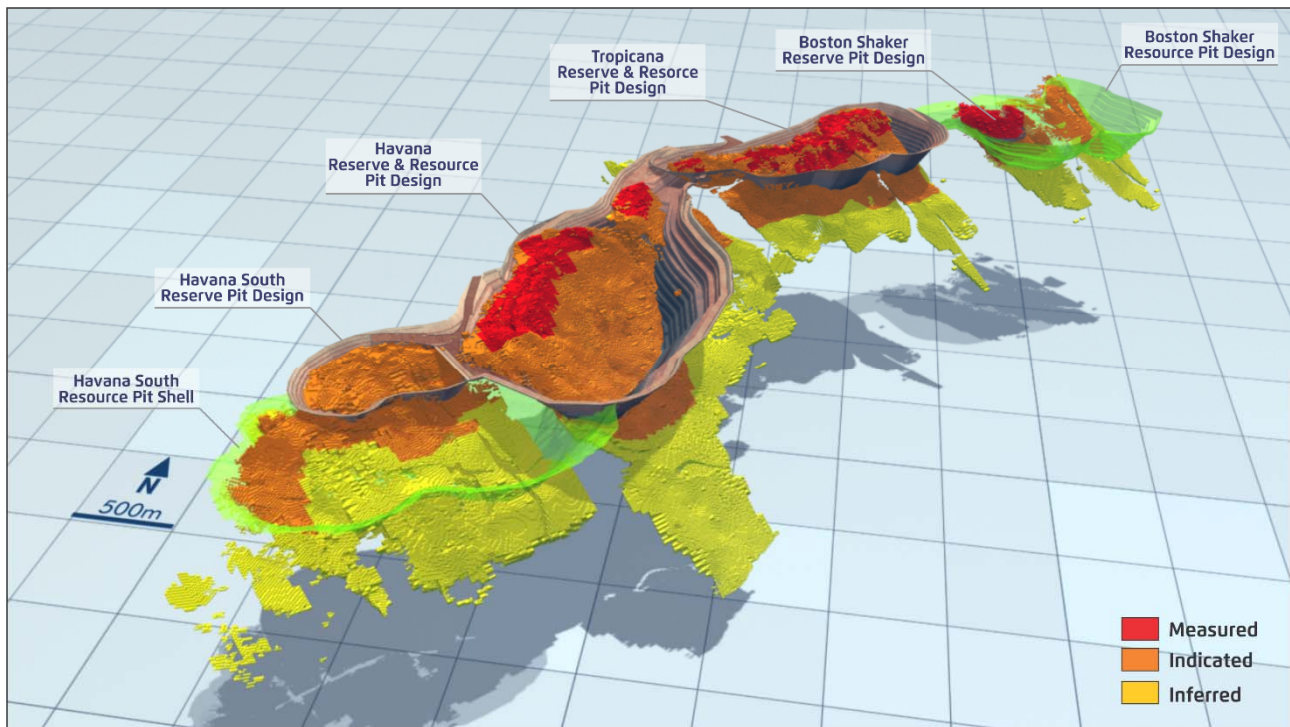 Boston Shaker
Resource Pit Design
Boston Shaker
Reserve Pit Design
Tropicana
Reserve & Resorce
Pit Design
Havana
Reserve & Resource
Pit Design
Havana South
Reserve Pit Design
Havana South
Resource Pit Shell
N
500m
Measured
Indicated
Inferred